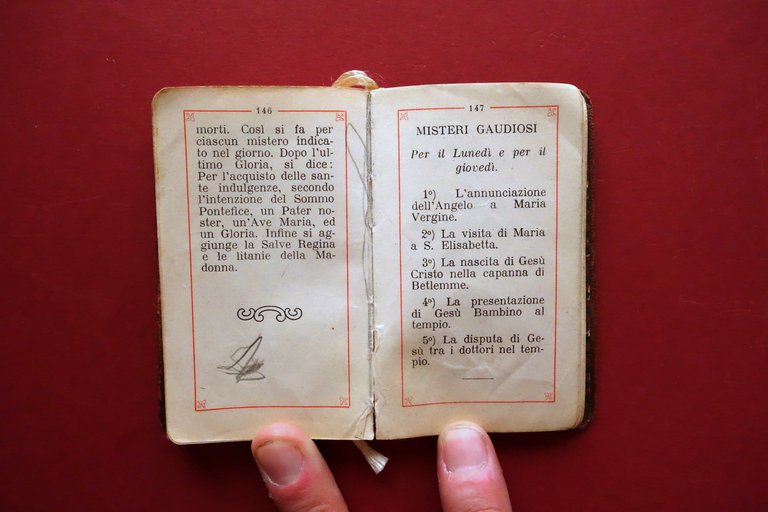 146
morti. Così si fa per
ciascun mistero indica-
to nel giorno. Dopo l'ul-
timo Gloria, si dice:
Per l'acquisto delle san-
te indulgenze, secondo
l'intenzione del Sommo
Pontefice, un Pater no-
ster, un'Ave Maria, ed
un Gloria. Infine si ag-
giunge la Salve Regina
e le litanie della Ma-
donna.
147
MISTERI GAUDIOSI
Per il Lunedì e per il
giovedì.
1º) L'annunciazione
dell'Angelo a Maria
Vergine.
2º) La visita di Maria
a S. Elisabetta.
3º) La nascita di Gesù
Cristo nella capanna di
Betlemme.
4º) La presentazione
di Gesù Bambino al
tempio.
5º) La disputa di Ge-
sù tra i dottori nel tem-
pio.